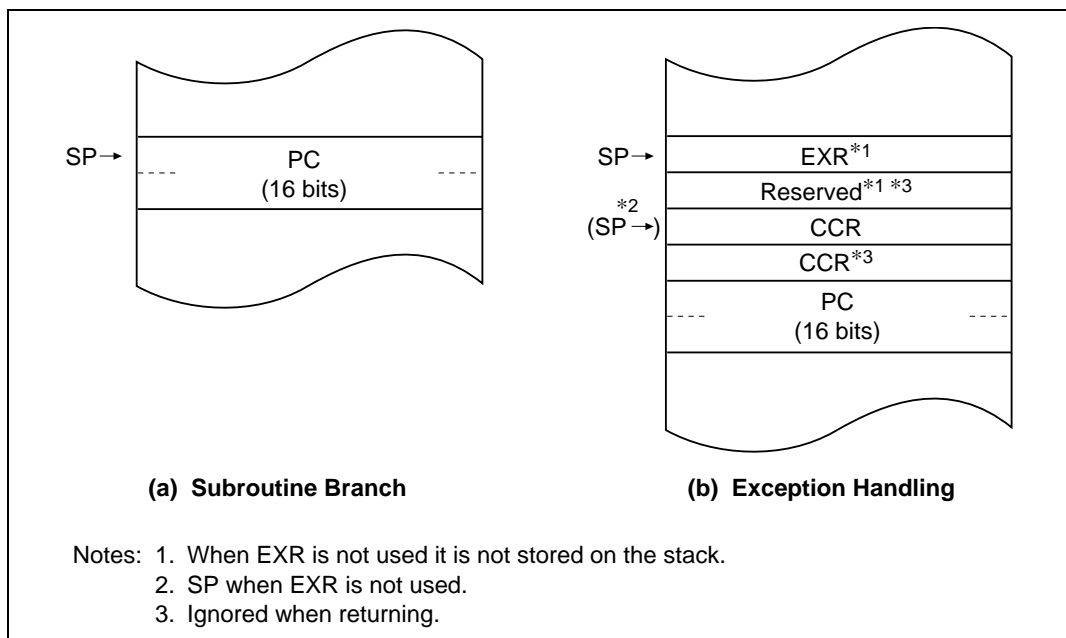 SP→
PC
(16 bits)
(a) Subroutine Branch
SP→
EXR*1
Reserved*1 *3
*2
(SP→)
CCR
CCR*3
PC
(16 bits)
(b) Exception Handling
Notes: 1. When EXR is not used it is not stored on the stack.
2. SP when EXR is not used.
3. Ignored when returning.